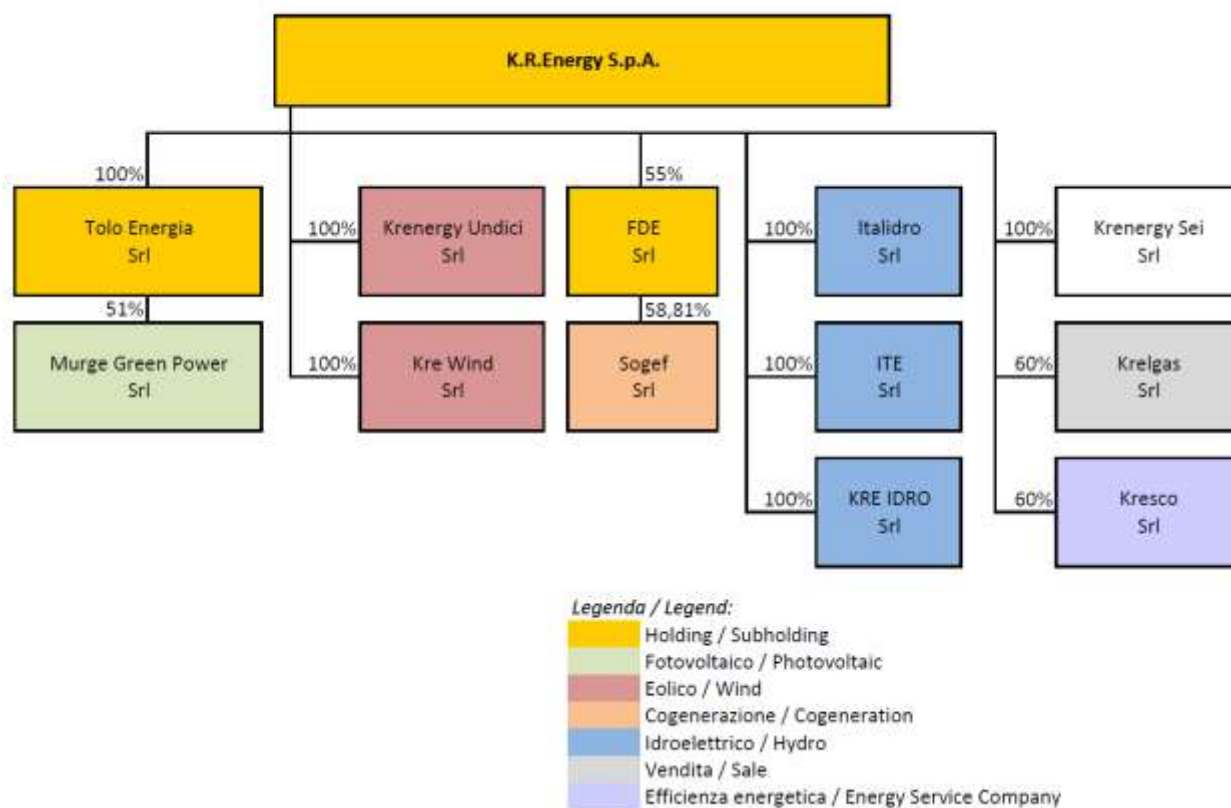 K.R.Energy S.p.A.
100%
55%
Tolo Energia
Srl
100%
Krenergy Undici
Srl
FDE
Srl
100%
Italidro
Srl
100%
Krenergy Sei
Srl
51%
58,81%
Murge Green Power
Srl
100%
Kre Wind
Srl
Sogef
Srl
100%
ITE
Srl
60%
Krelgas
Srl
100%
KRE IDRO
Srl
60%
Kresco
Srl
Legenda / Legend:
Holding / Subholding
Fotovoltaico / Photovoltaic
Eolico / Wind
Cogenerazione / Cogeneration
Idroelettrico / Hydro
Vendita / Sale
Efficienza energetica / Energy Service Company